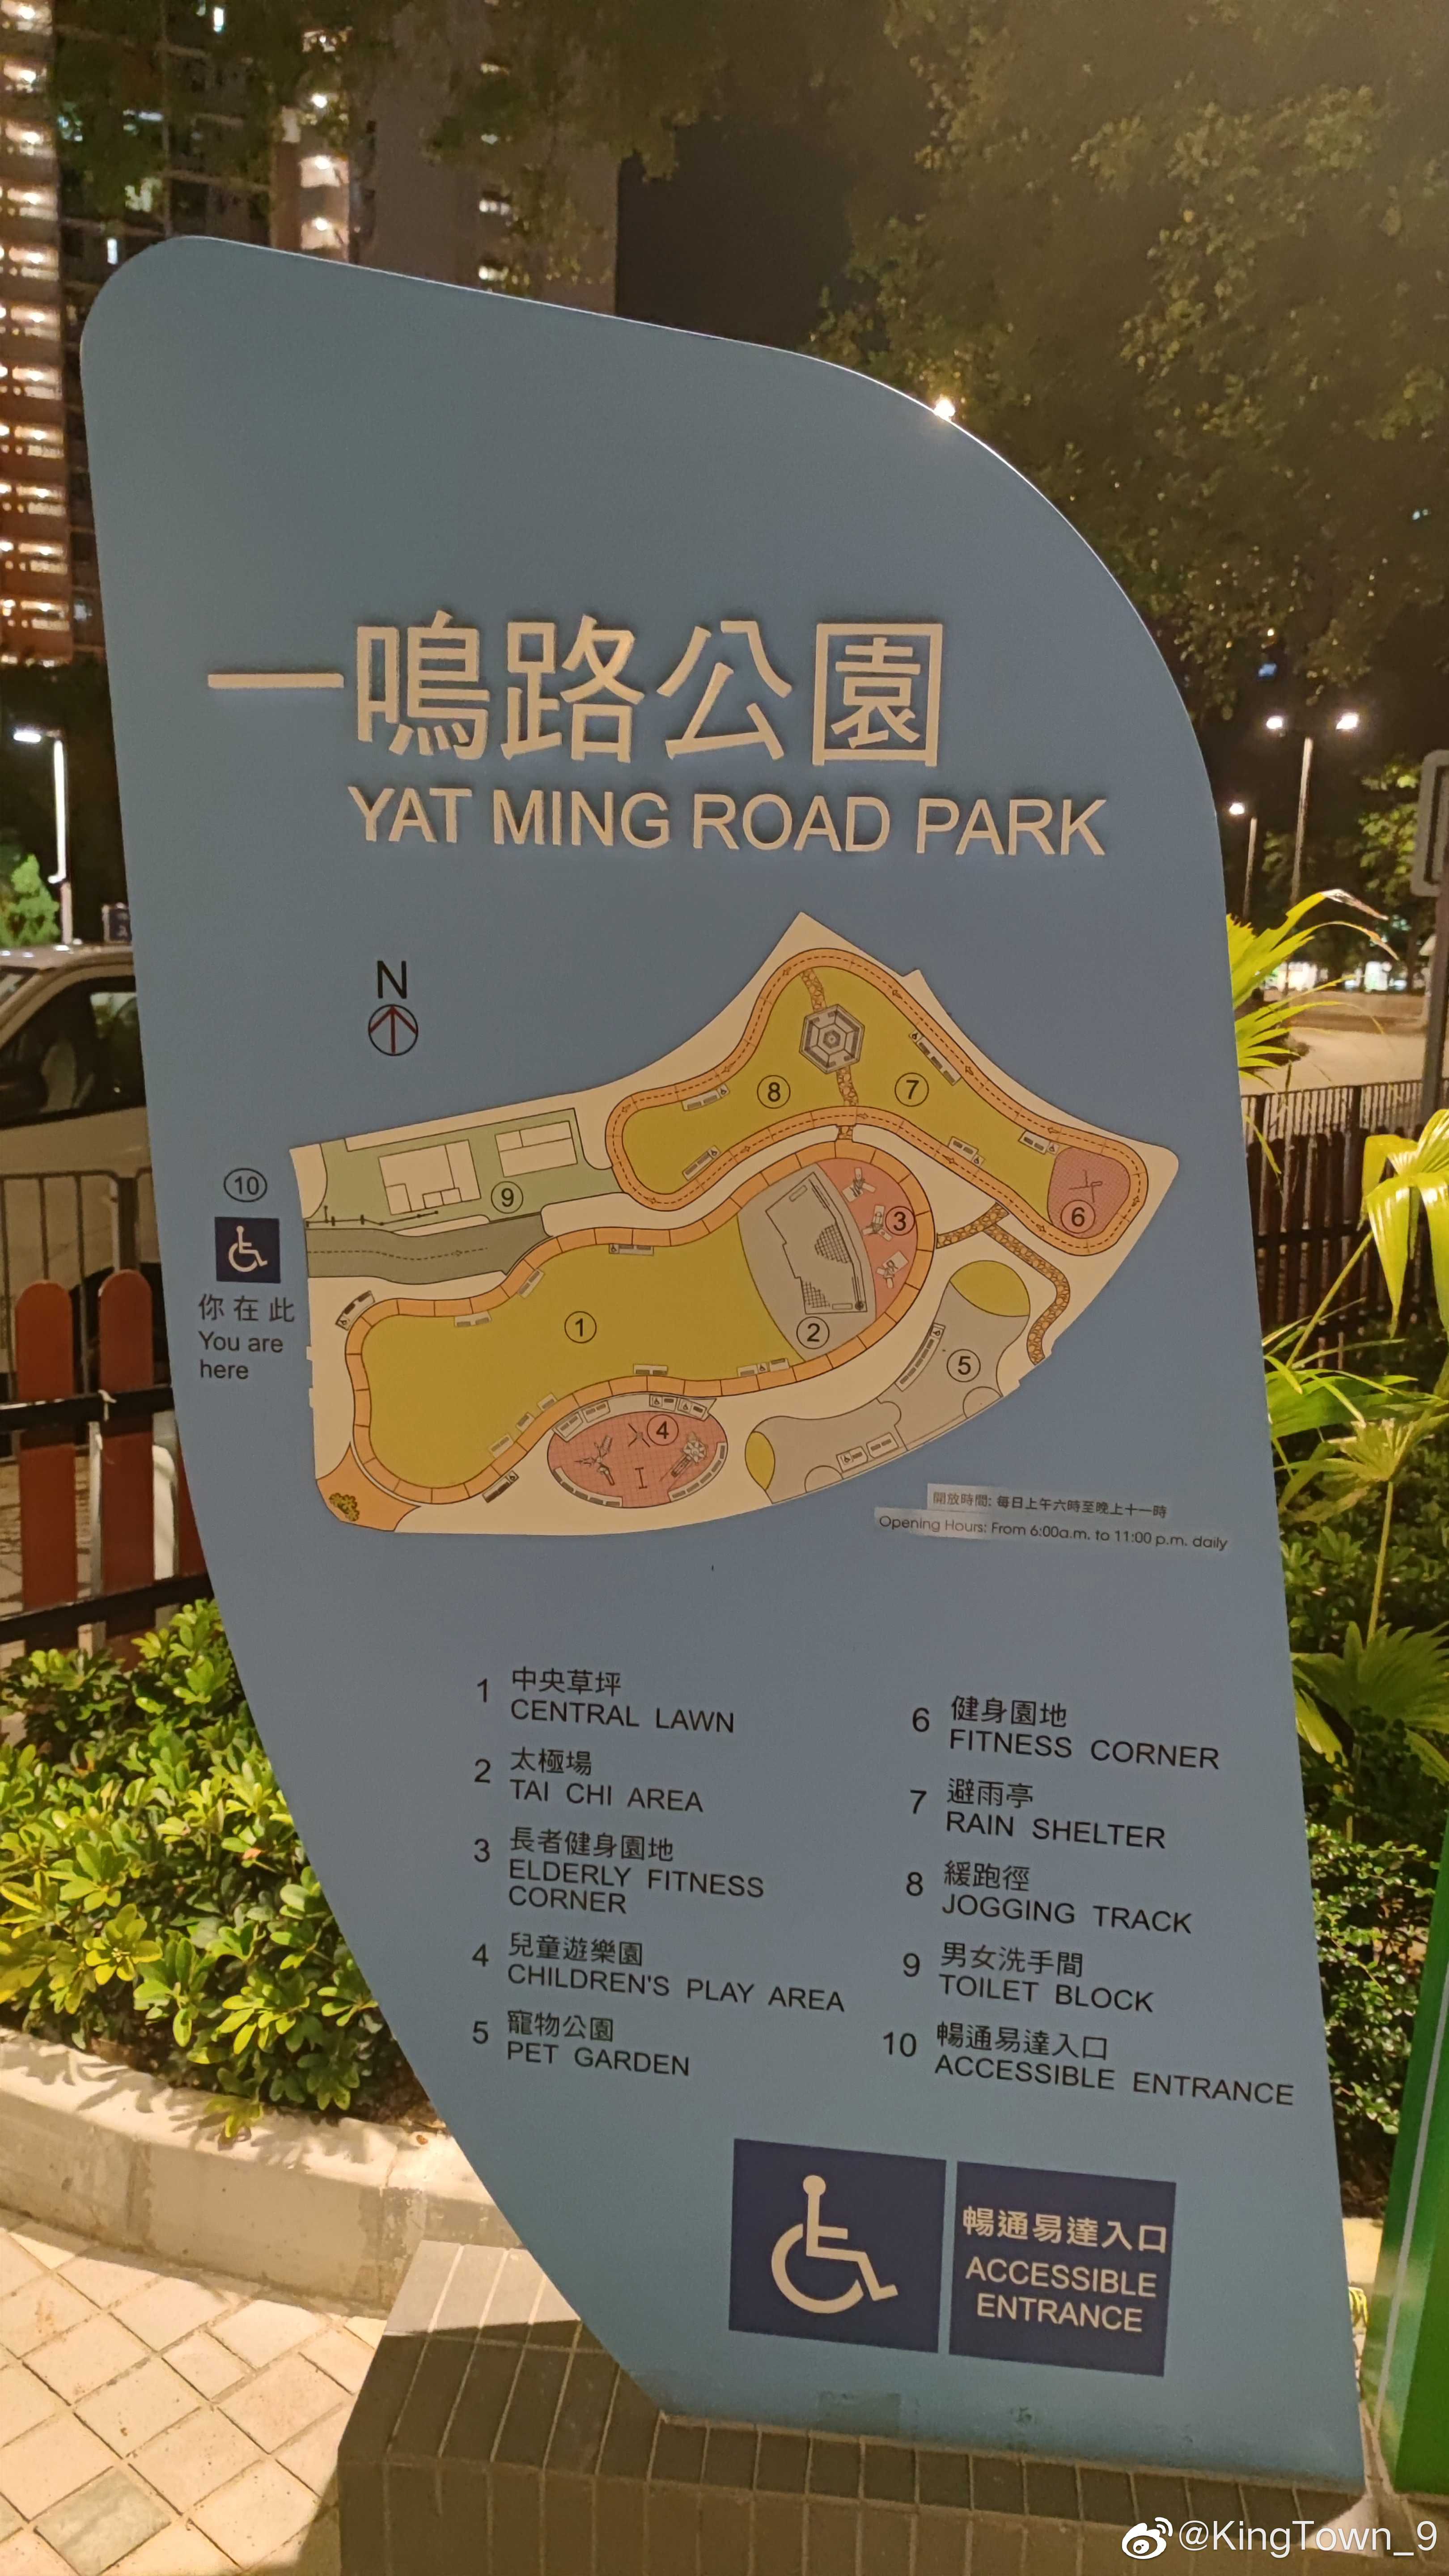 一鳴路公園
YAT MING ROAD PARK
N
8
7
9
10
3
6
你在此
You are
here
1
2
5
4
開放時間: 每日上午六時至晚上十一時
Opening Hours: From 6:00a.m. to 11:00 p.m. daily
1 中央草坪
CENTRAL LAWN
2 太極場
TAI CHI AREA
3 長者健身園地
ELDERLY FITNESS
CORNER
4 兒童遊樂園
CHILDREN'S PLAY AREA
5 寵物公園
PET GARDEN
6 健身園地
FITNESS CORNER
7 避雨亭
RAIN SHELTER
8 緩跑徑
JOGGING TRACK
9 男女洗手間
TOILET BLOCK
10 暢通易達入口
ACCESSIBLE ENTRANCE
暢通易達入口
ACCESSIBLE
ENTRANCE
@KingTown_9